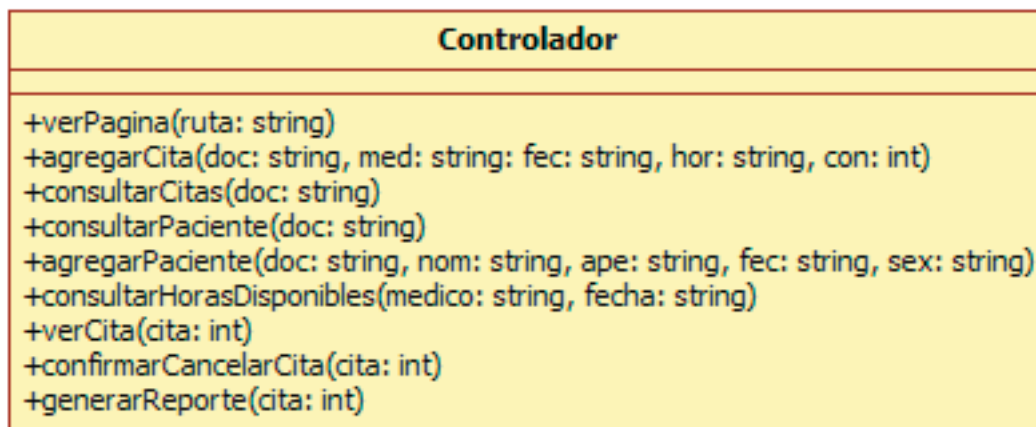 Controlador
+verPagina(ruta: string)
+agregarCita(doc: string, med: string: fec: string, hor: string, con: int)
+consultarCitas(doc: string)
+consultarPaciente(doc: string)
+agregarPaciente(doc: string, nom: string, ape: string, fec: string, sex: string)
+consultarHorasDisponibles(medico: string, fecha: string)
+verCita(cita: int)
+confirmarCancelarCita(cita: int)
+generarReporte(cita: int)